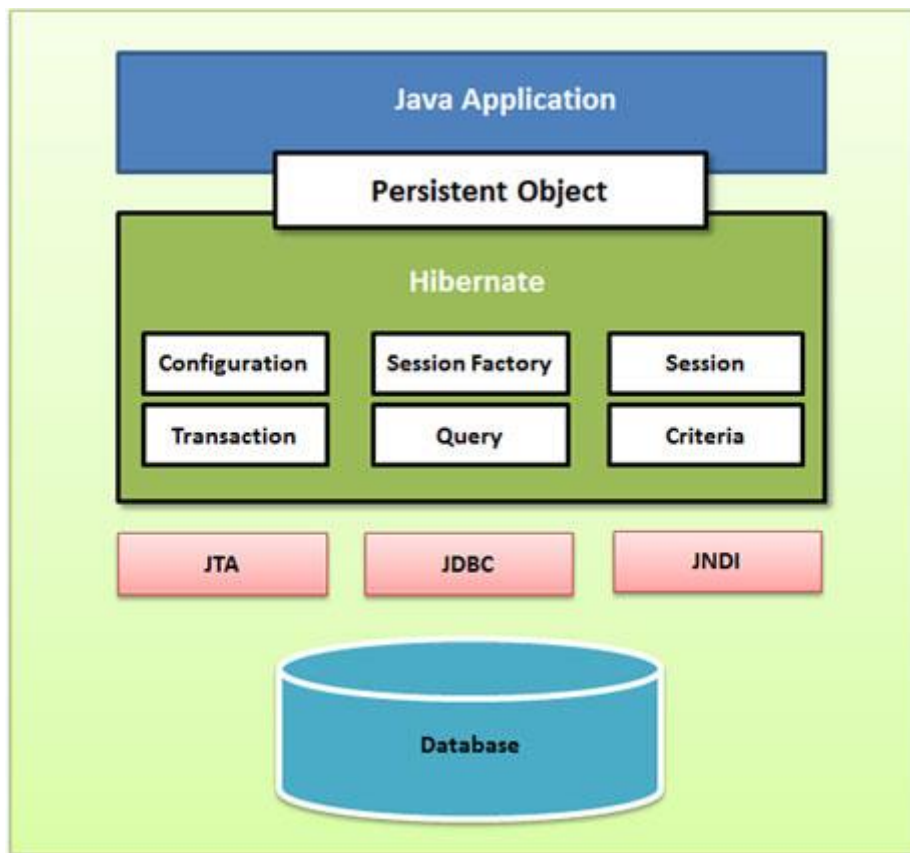 Java Application
Persistent Object
Hibernate
Configuration
Session Factory
Session
Transaction
Query
Criteria
JTA
JDBC
JNDI
Database